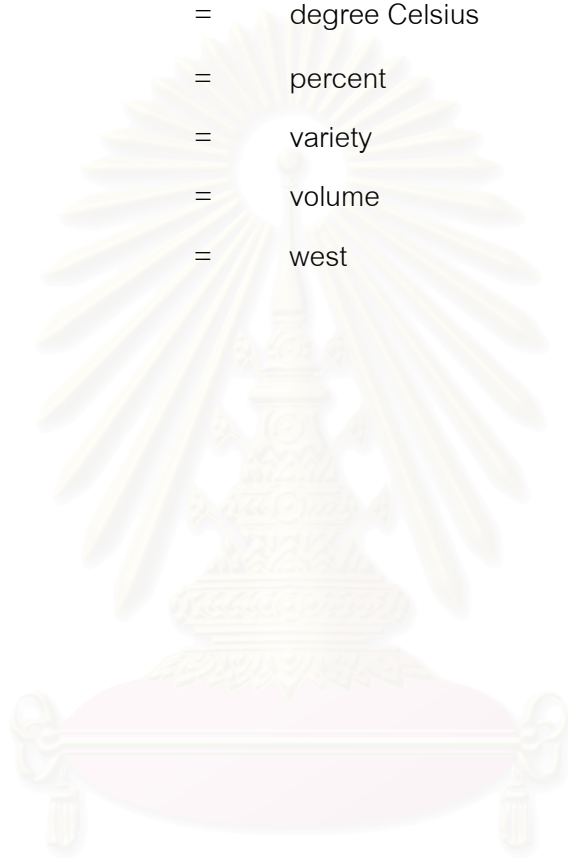 = degree Celsius
= percent
= variety
= volume
= west